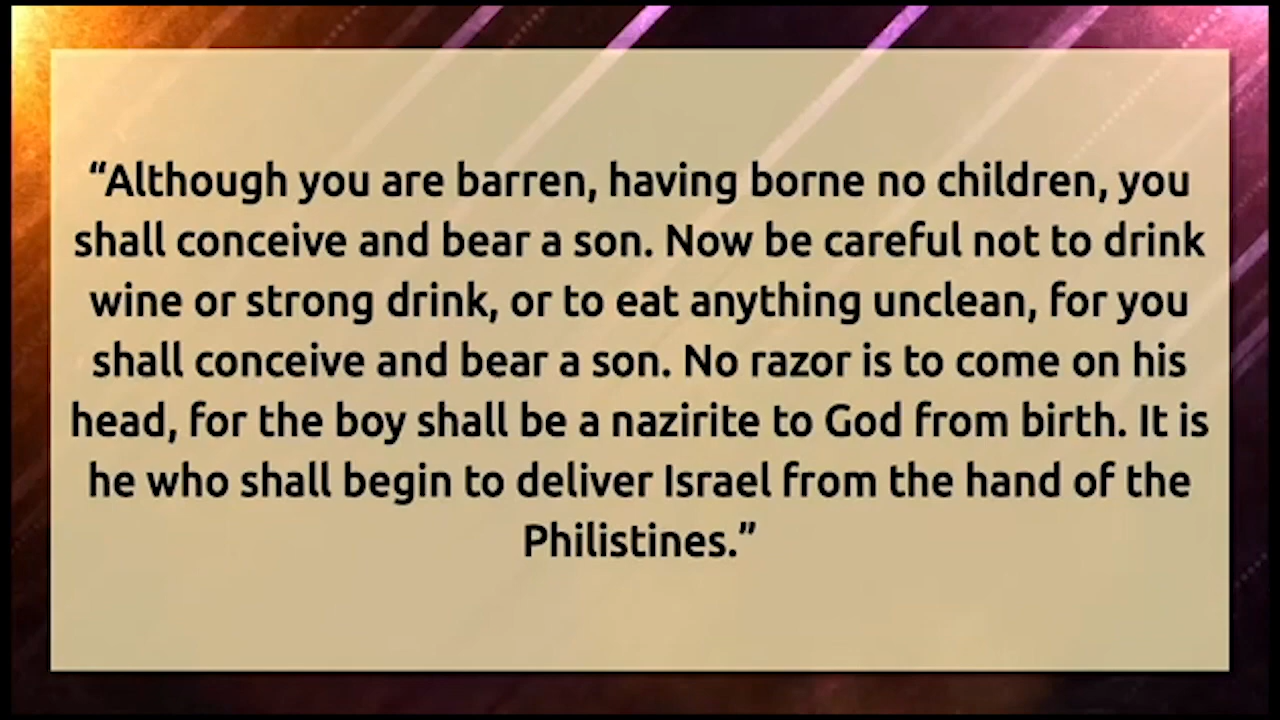 “Although you are barren, having borne no children, you
shall conceive and bear a son. Now be careful not to drink
wine or strong drink, or to eat anything unclean, for you
shall conceive and bear a son. No razor is to come on his
head, for the boy shall be a nazirite to God from birth. It is
he who shall begin to deliver Israel from the hand of the
Philistines.”